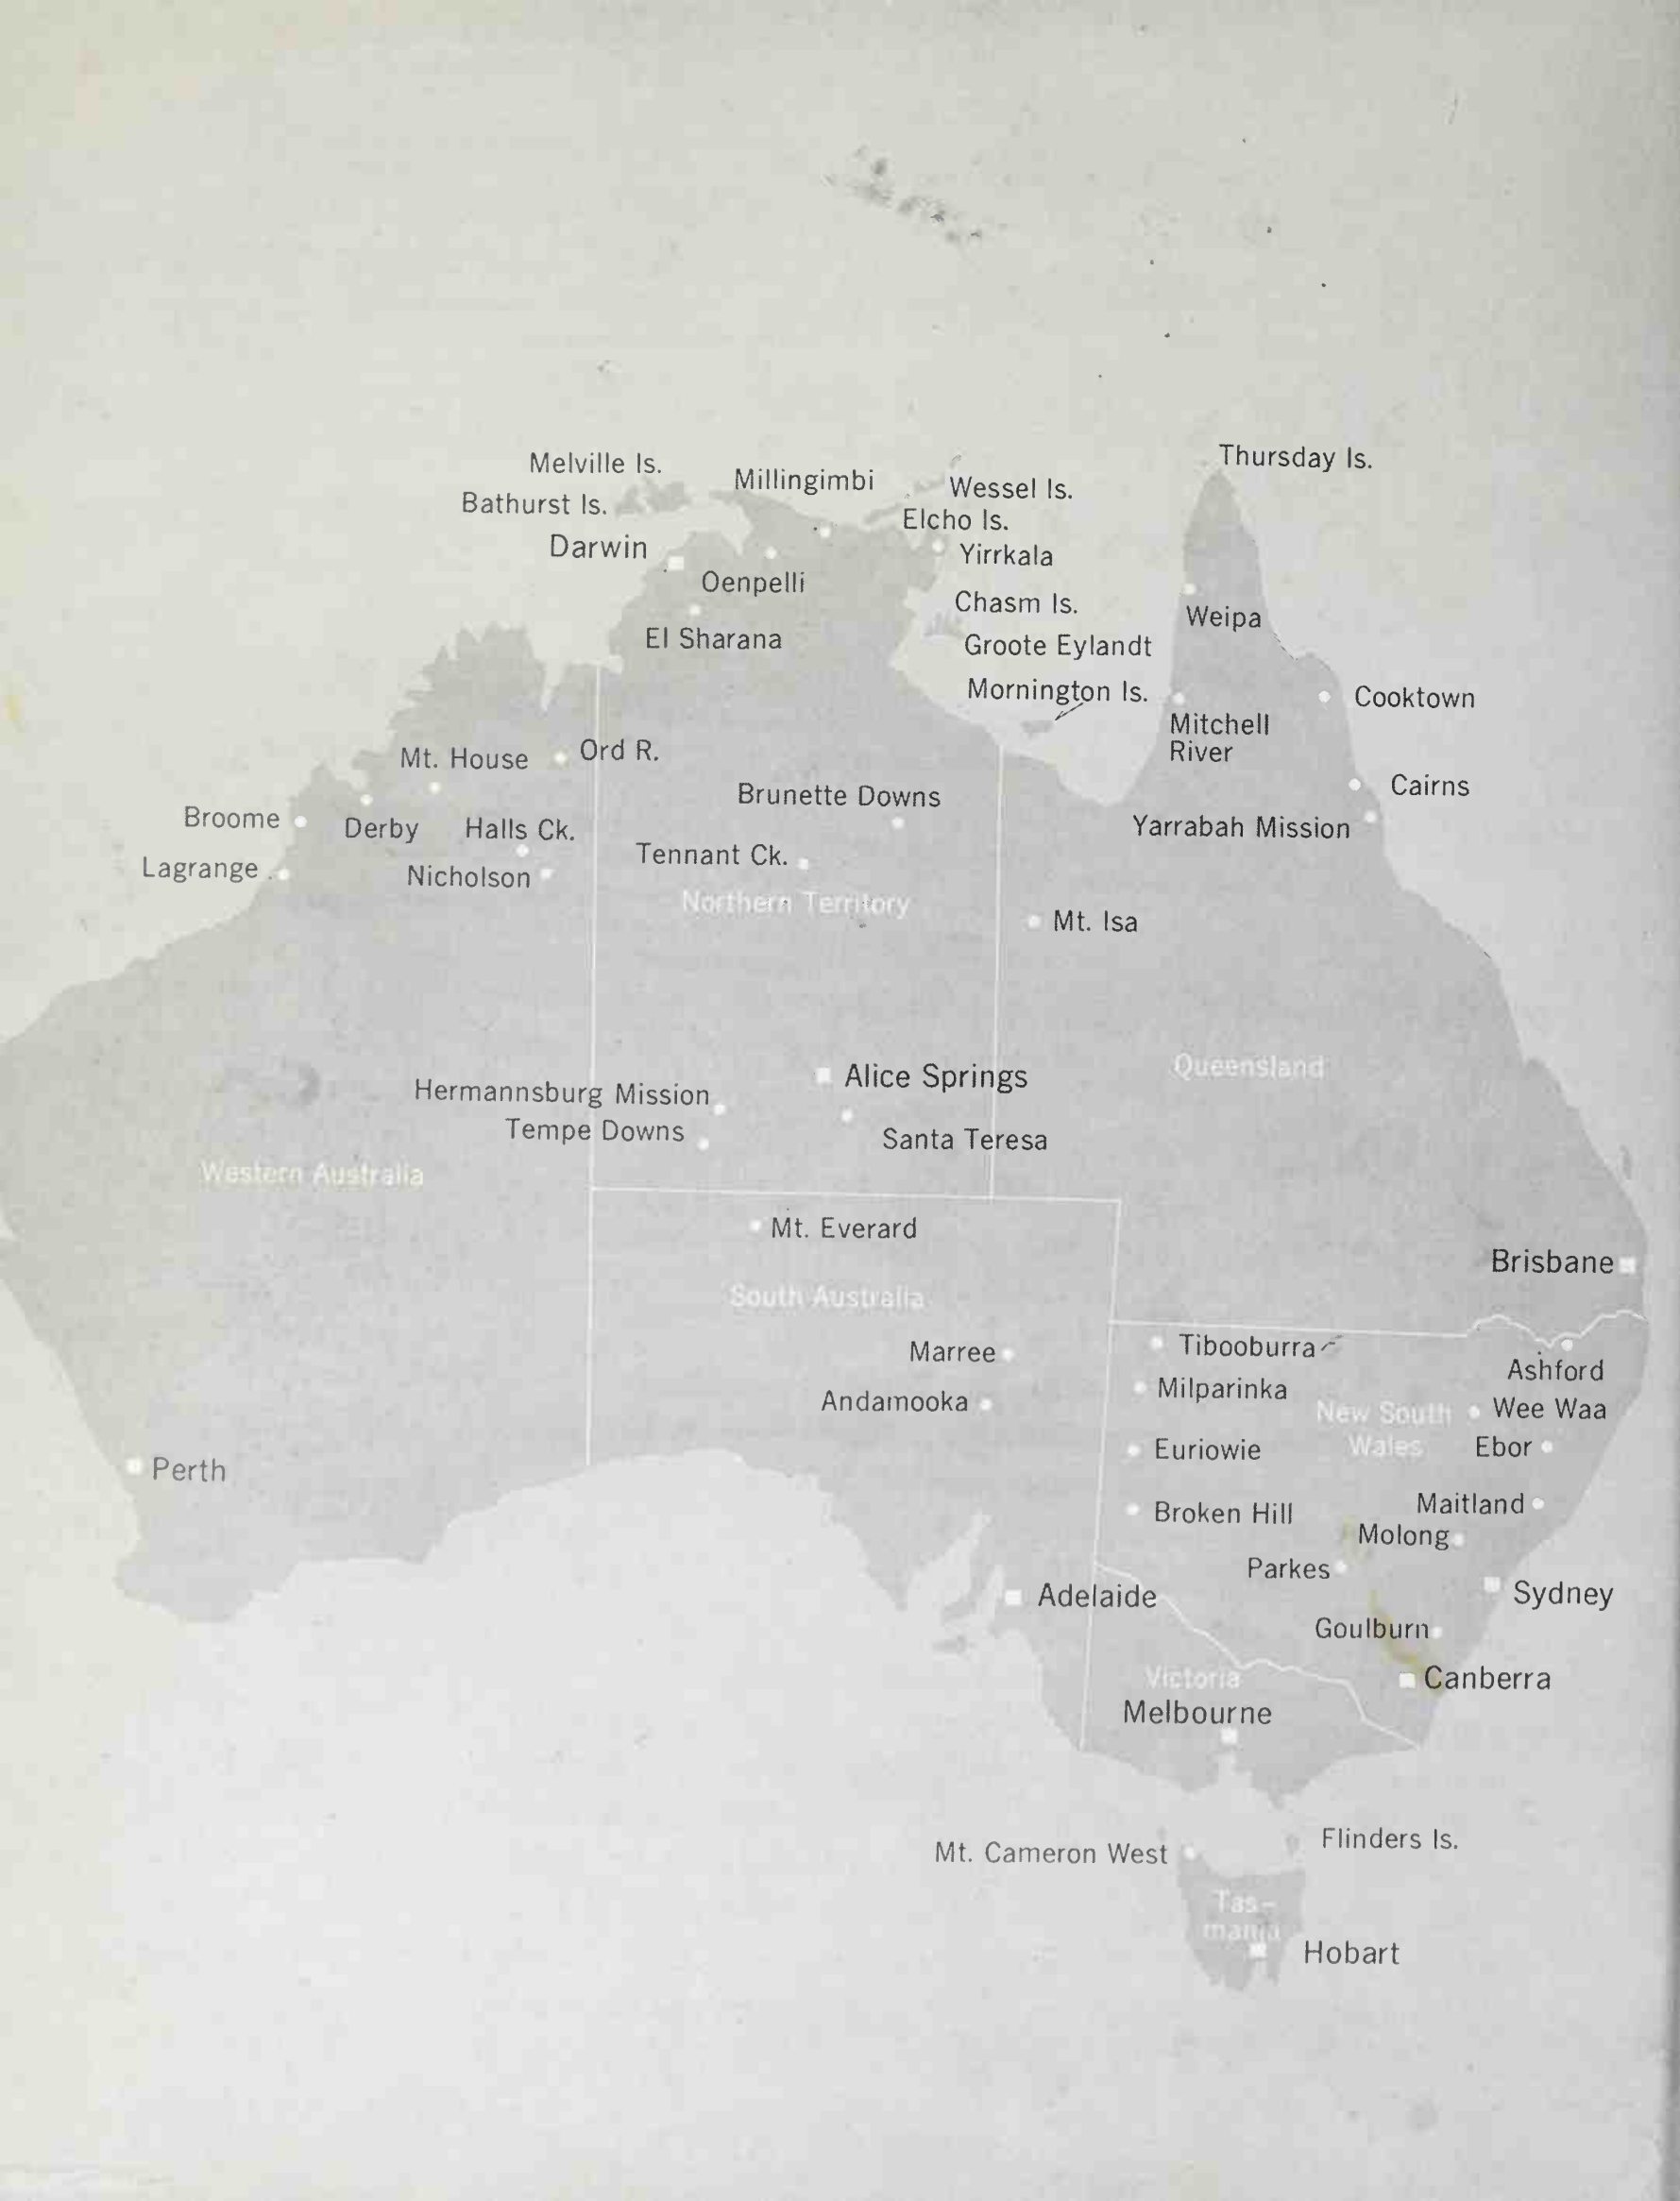 Thursday Is.
Melville Is.
Millingimbi
Wessel Is.
Bathurst Is.
Elcho Is.
Darwin
Yirrkala
Oenpelli
Chasm Is.
Weipa
El Sharana
Groote Eylandt
Mornington Is.
Cooktown
Mitchell
River
Mt. House
Ord R.
Cairns
Brunette Downs
Broome
Derby
Halls Ck.
Yarrabah Mission
Tennant Ck.
Lagrange
Nicholson
Northern Territory
Mt. Isa
Queensland
Alice Springs
Hermannsburg Mission
Tempe Downs
Santa Teresa
Western Australia
Mt. Everard
Brisbane
South Australia
Tibooburra
Marree
Ashford
Milparinka
Andamooka
New South
Wales
Wee Waa
Euriowie
Ebor
Perth
Maitland
Broken Hill
Molong
Parkes
Sydney
Adelaide
Goulburn
Victoria
Canberra
Melbourne
Flinders Is.
Mt. Cameron West
Tas-
mania
Hobart